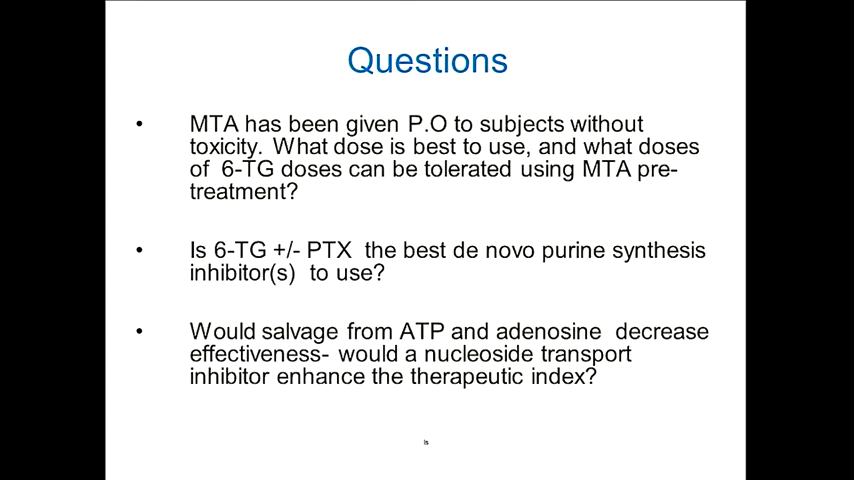 Questions
• MTA has been given P.O to subjects without
toxicity. What dose is best to use, and what doses
of 6-TG doses can be tolerated using MTA pre-
treatment?
• Is 6-TG +/- PTX the best de novo purine synthesis
inhibitor(s) to use?
• Would salvage from ATP and adenosine decrease
effectiveness- would a nucleoside transport
inhibitor enhance the therapeutic index?
Is